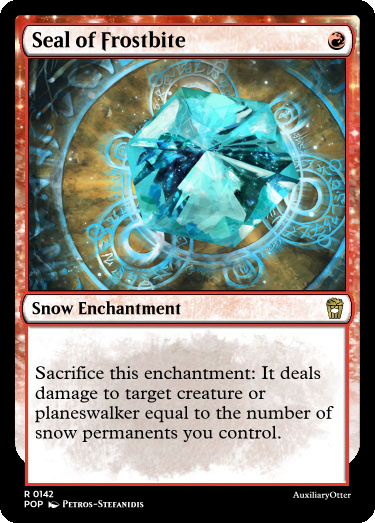 Seal of Frostbite
Snow Enchantment
Sacrifice this enchantment: It deals
damage to target creature or
planeswalker equal to the number of
snow permanents you control.
R 0142
POP Petros-Stefanidis
AuxiliaryOtter